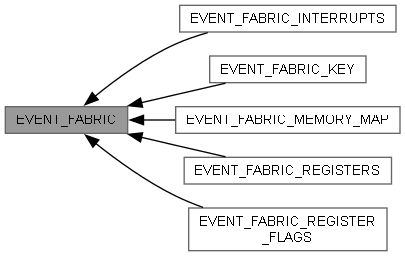 EVENT_FABRIC_INTERRUPTS
EVENT_FABRIC_KEY
EVENT_FABRIC
EVENT_FABRIC_MEMORY_MAP
EVENT_FABRIC_REGISTERS
EVENT_FABRIC_REGISTER
_FLAGS